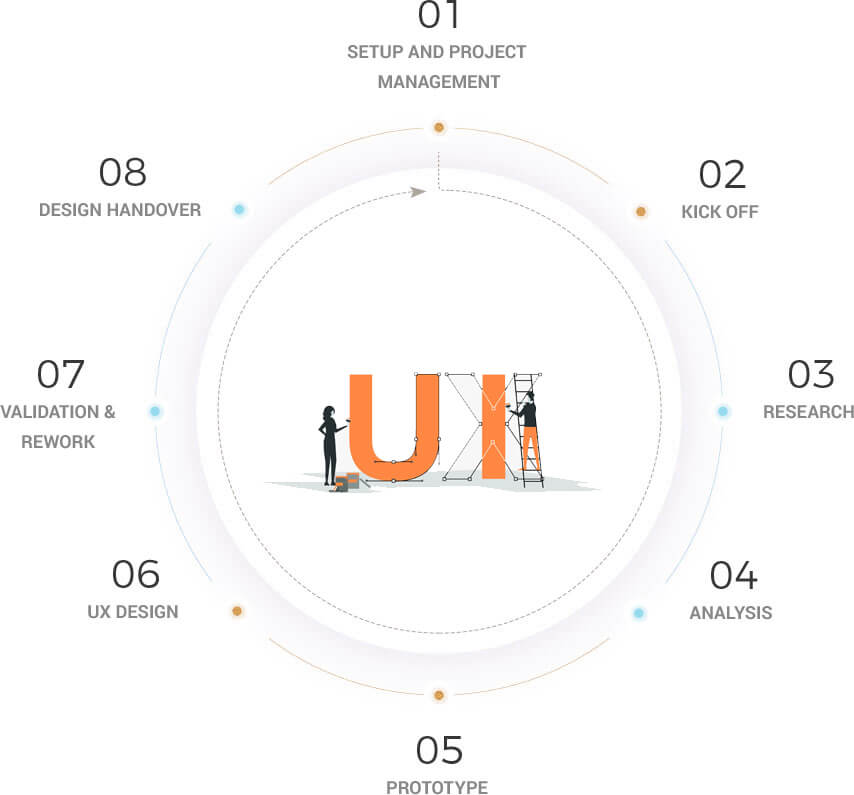 01
SETUP AND PROJECT
MANAGEMENT
02
KICK OFF
03
RESEARCH
04
ANALYSIS
05
PROTOTYPE
06
UX DESIGN
07
VALIDATION &
REWORK
08
DESIGN HANDOVER
UX